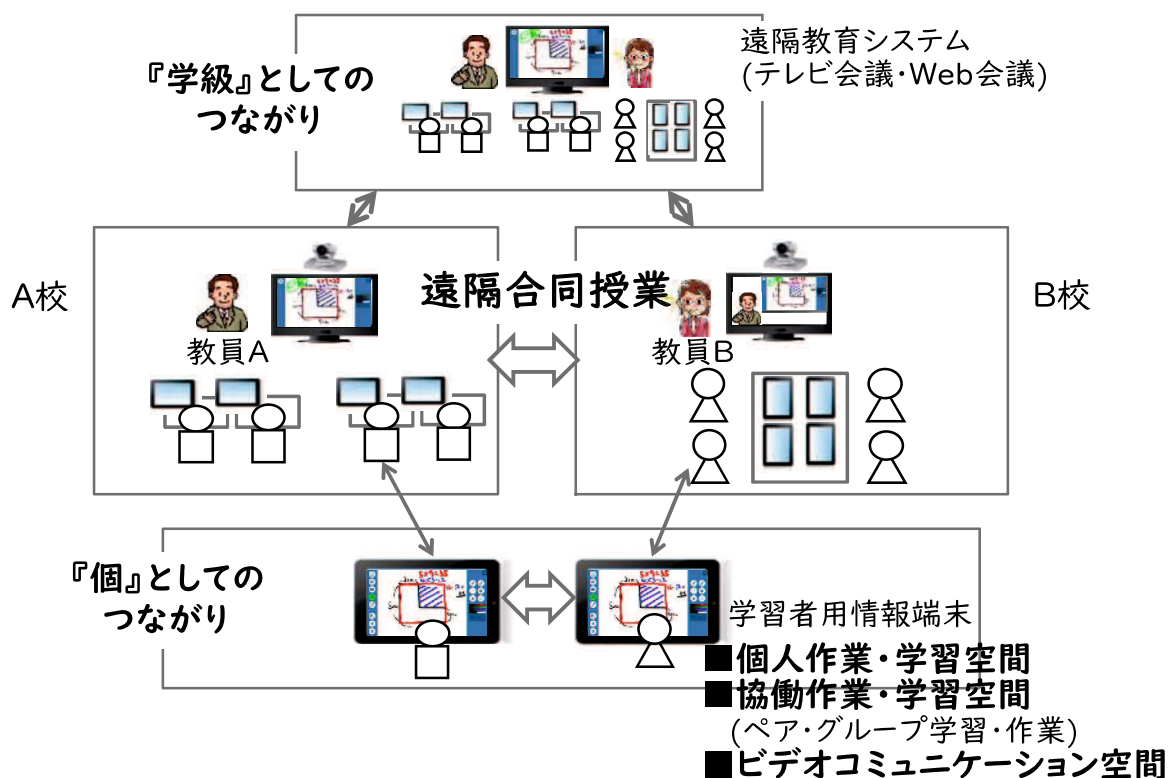 『学級』としての
つながり
遠隔教育システム
(テレビ会議・Web会議)
A校
遠隔合同授業
B校
教員A
教員B
『個』としての
つながり
学習者用情報端末
■個人作業・学習空間
■協働作業・学習空間
(ペア・グループ学習・作業)
■ビデオコミュニケーション空間